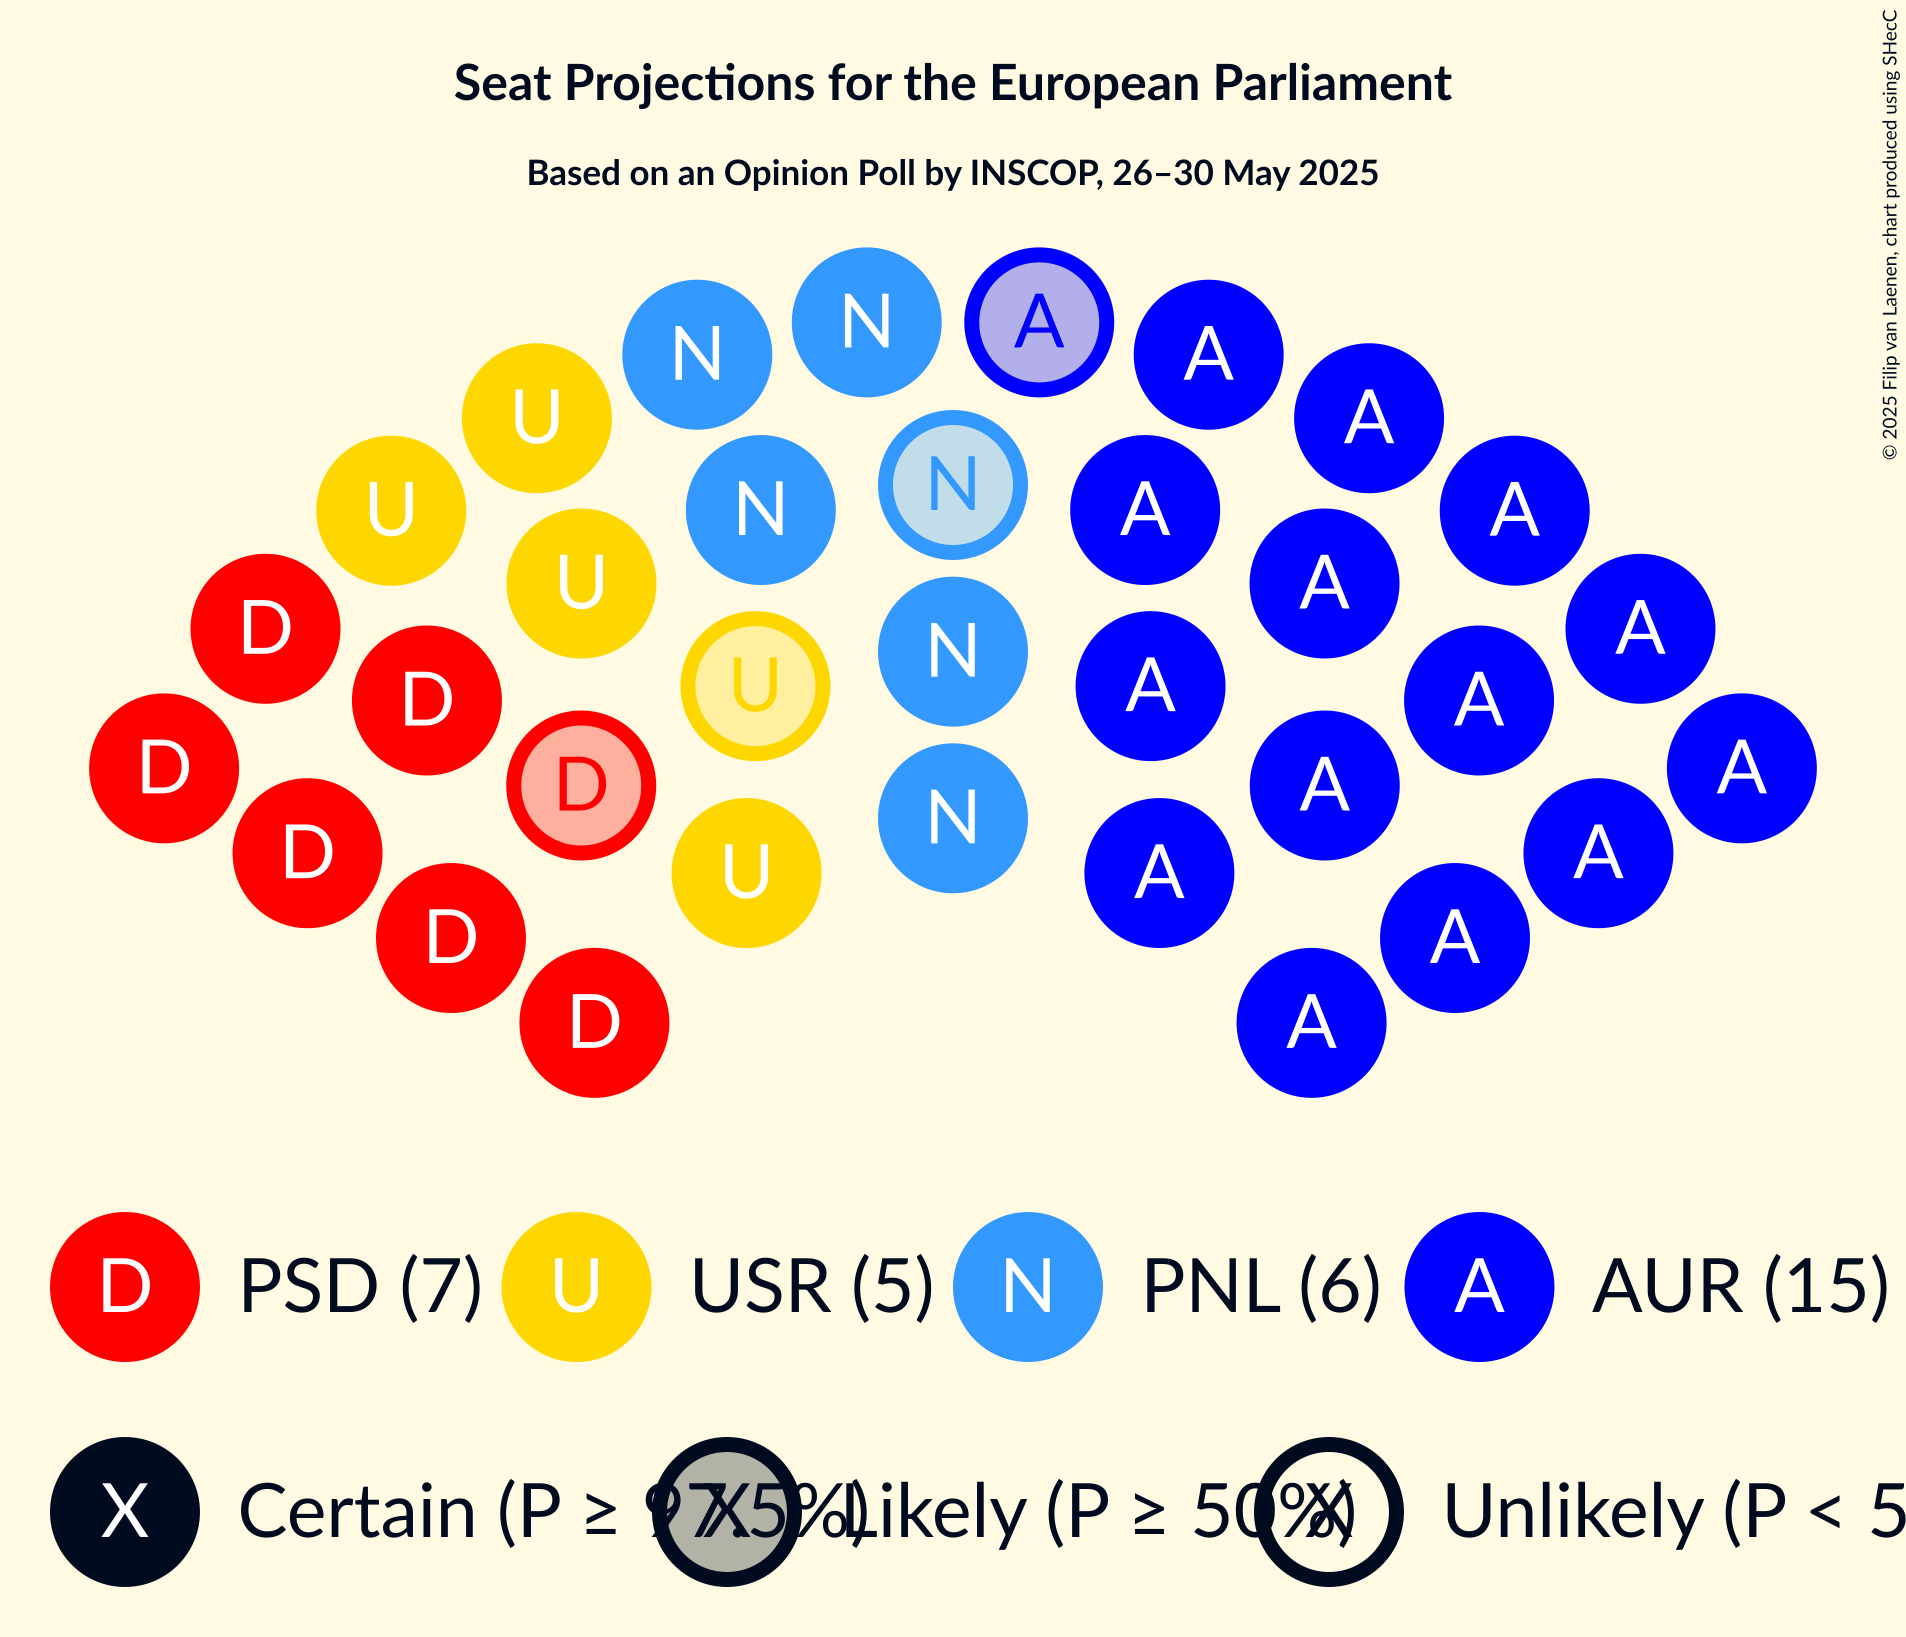 Seat Projections for the European Parliament
Based on an Opinion Poll by INSCOP, 26–30 May 2025
© 2025 Filip van Laenen, chart produced using SHecC
N N A
N A
U N A
U N A A
U A A
D U N A A
D U A A
D D A A
D N A
D U A A
D A
D A
D PSD (7) U USR (5) N PNL (6) A AUR (15)
X Certain (P ≥ 97.5%) X Likely (P ≥ 50%) X Unlikely (P < 5